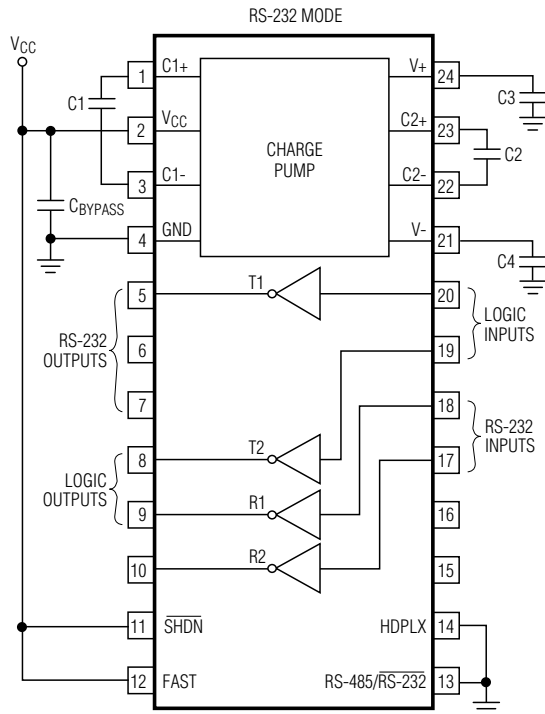 RS-232 MODE
VCC
1 C1+ V+ 24
C1 C3
2 VCC C2+ 23
CHARGE
PUMP
C2
3 C1- C2- 22
CBYPASS
4 GND V- 21
C4
5 T1 20
LOGIC
INPUTS
RS-232
OUTPUTS
6 19
7 18
RS-232
INPUTS
8 T2 17
LOGIC
OUTPUTS
9 R1 16
10 R2 15
11 SHDN HDPLX 14
12 FAST RS-485/RS-232 13